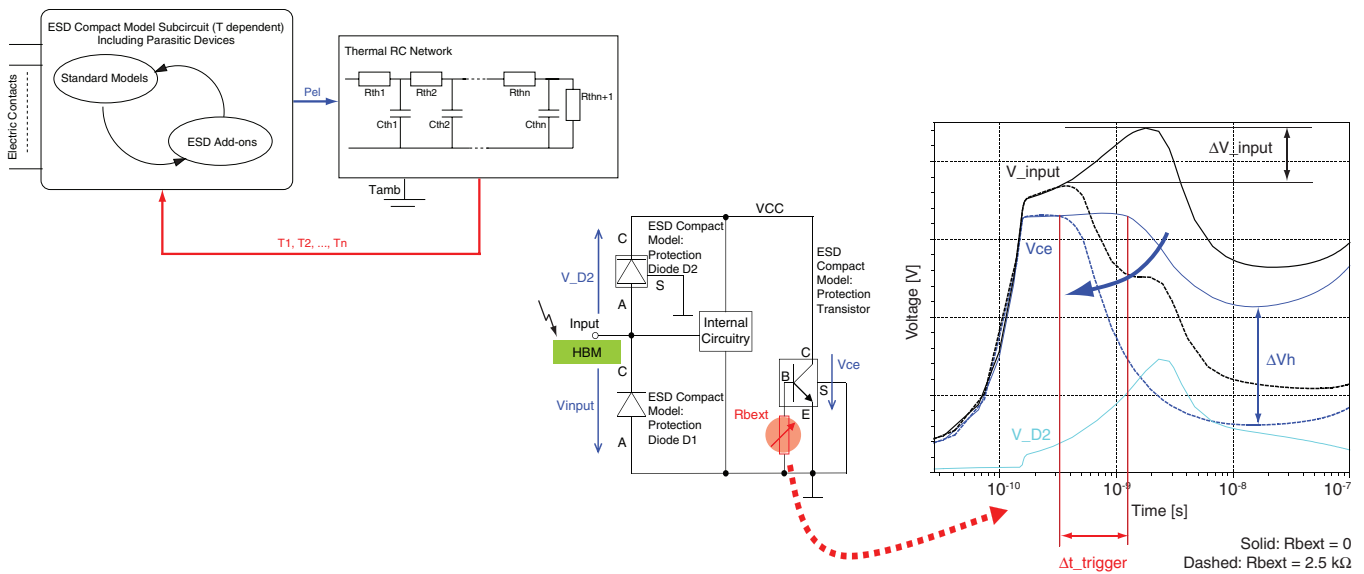 ESD Compact Model Subcircuit (T dependent)
Including Parasitic Devices
Standard Models
ESD Add-ons
Electric Contacts
Pel
Thermal RC Network
Rth1
Rth2
Rthn
Rthn+1
Cth1
Cth2
Cthn
Tamb
T1, T2, ..., Tn
VCC
C
ESD Compact
Model:
Protection
Diode D2
V_D2
S
A
Input
HBM
Internal
Circuitry
C
Vinput
ESD Compact
Model:
Protection
Diode D1
A
ESD
Compact
Model:
Protection
Transistor
C
B
S
E
Vce
Rbext
Voltage [V]
V_input
ΔV_input
Vce
ΔVh
V_D2
10-10
10-9
10-8
10-7
Time [s]
Δt_trigger
Solid: Rbext = 0
Dashed: Rbext = 2.5 kΩ